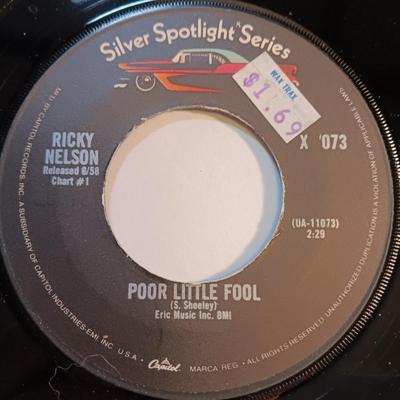 Silver Spotlight Series
WAX TRAX
$1.69
RICKY
NELSON
Released 6/58
Chart #1
X '073
(UA-11073)
2:29
POOR LITTLE FOOL
(S. Sheeley)
Eric Music Inc. BMI
MF'D. BY CAPITOL RECORDS, INC., A SUBSIDIARY OF CAPITOL INDUSTRIES-EMI, INC. U.S.A. • Capitol MARCA REG. • ALL RIGHTS RESERVED. UNAUTHORIZED DUPLICATION IS A VIOLATION OF APPLICABLE LAWS